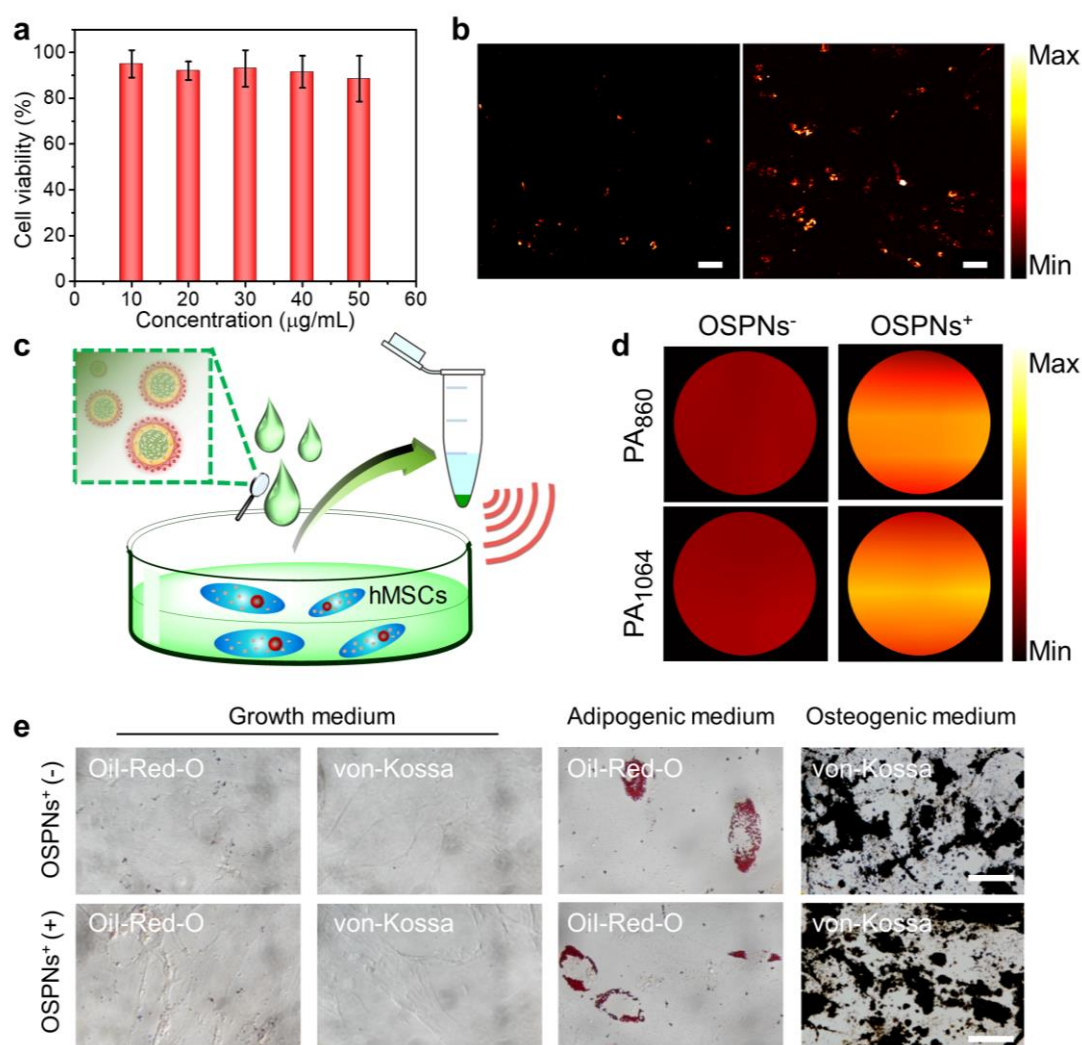 a
Cell viability (%)
100
80
60
40
20
0
0 10 20 30 40 50 60
Concentration (μg/mL)
b
Max
Min
c
hMSCs
d
OSPNs⁻ OSPNs⁺
PA₈₆₀
PA₁₀₆₄
Max
Min
e
Growth medium Adipogenic medium Osteogenic medium
OSPNs⁺ (-)
Oil-Red-O von-Kossa Oil-Red-O von-Kossa
OSPNs⁺ (+)
Oil-Red-O von-Kossa Oil-Red-O von-Kossa